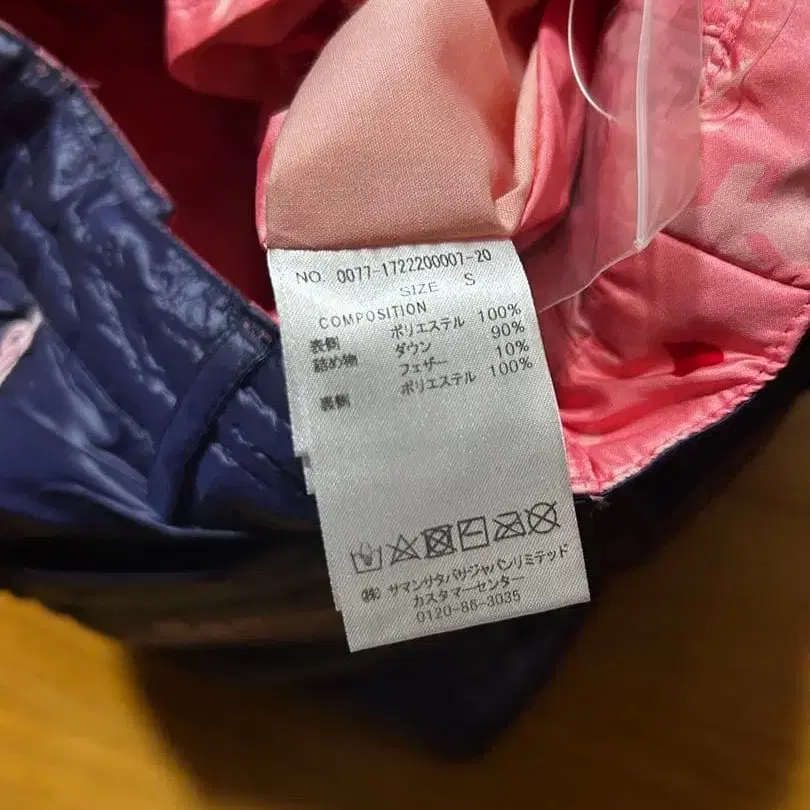 NO. 0077-1722200007-20
SIZE S
COMPOSITION
表側 ポリエステル 100%
詰め物 ダウン 90%
フェザー 10%
表側 ポリエステル 100%
(株) サマンサタバサジャパンリミテッド
カスタマーセンター
0120-86-3035